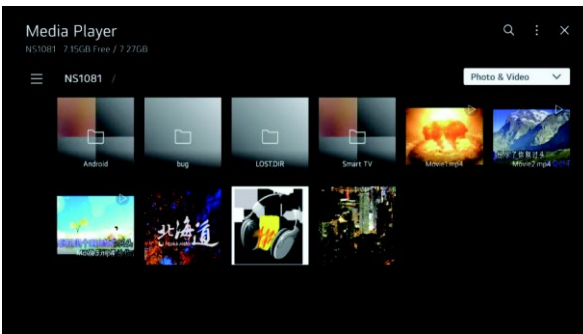 Media Player
NS1081 7.15GB Free / 7.27GB
NS1081 /
Photo & Video
Android
bug
LOST.DIR
Smart TV
Movie1.mp4
Movie2.mp4
Movie3.mp4
北海道